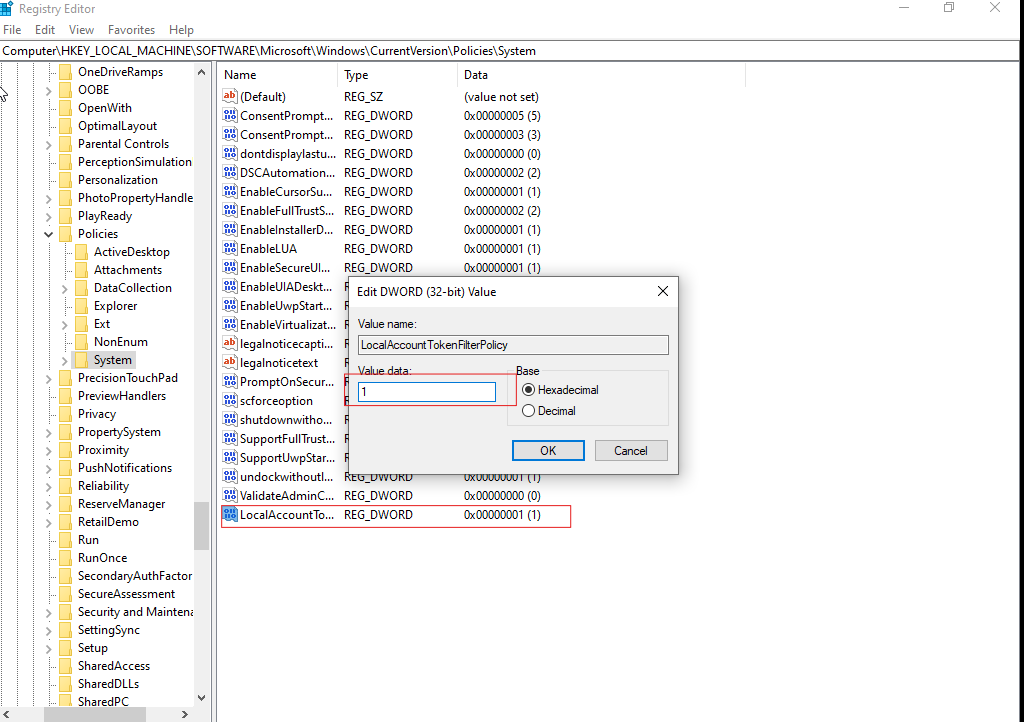 Registry Editor
File Edit View Favorites Help
Computer\HKEY_LOCAL_MACHINE\SOFTWARE\Microsoft\Windows\CurrentVersion\Policies\System
OneDriveRamps
OOBE
OpenWith
OptimalLayout
Parental Controls
PerceptionSimulation
Personalization
PhotoPropertyHandle
PlayReady
Policies
ActiveDesktop
Attachments
DataCollection
Explorer
Ext
NonEnum
System
PrecisionTouchPad
PreviewHandlers
Privacy
PropertySystem
Proximity
PushNotifications
Reliability
ReserveManager
RetailDemo
Run
RunOnce
SecondaryAuthFactor
SecureAssessment
Security and Maintena
SettingSync
Setup
SharedAccess
SharedDLLs
SharedPC
Name Type Data
(Default) REG_SZ (value not set)
ConsentPrompt... REG_DWORD 0x00000005 (5)
ConsentPrompt... REG_DWORD 0x00000003 (3)
dontdisplaylastu... REG_DWORD 0x00000000 (0)
DSCAutomation... REG_DWORD 0x00000002 (2)
EnableCursorSu... REG_DWORD 0x00000001 (1)
EnableFullTrustS... REG_DWORD 0x00000002 (2)
EnableInstallerD... REG_DWORD 0x00000001 (1)
EnableLUA REG_DWORD 0x00000001 (1)
EnableSecureUI... REG_DWORD 0x00000001 (1)
EnableUIADeskt...
EnableUwpStart...
EnableVirtualizat...
legalnoticecapti...
legalnoticetext
PromptOnSecur...
scforceoption
shutdownwitho...
SupportFullTrust...
SupportUwpStar...
undockwithoutl... REG_DWORD 0x00000001 (1)
ValidateAdminC... REG_DWORD 0x00000000 (0)
LocalAccountTo... REG_DWORD 0x00000001 (1)
Edit DWORD (32-bit) Value
Value name:
LocalAccountTokenFilterPolicy
Value data:
1
Base
Hexadecimal
Decimal
OK Cancel